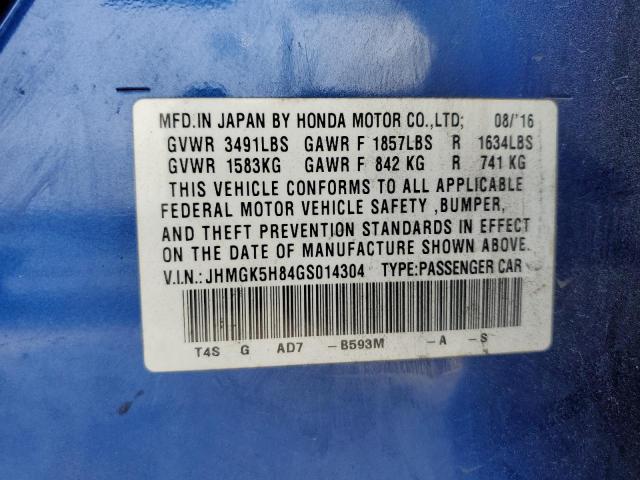 MFD.IN JAPAN BY HONDA MOTOR CO.,LTD; 08/'16
GVWR 3491LBS GAWR F 1857LBS R 1634LBS
GVWR 1583KG GAWR F 842 KG R 741 KG
THIS VEHICLE CONFORMS TO ALL APPLICABLE
FEDERAL MOTOR VEHICLE SAFETY ,BUMPER,
AND THEFT PREVENTION STANDARDS IN EFFECT
ON THE DATE OF MANUFACTURE SHOWN ABOVE.
V.I.N.: JHMGK5H84GS014304 TYPE:PASSENGER CAR
T4S G AD7 -B593M -A -S